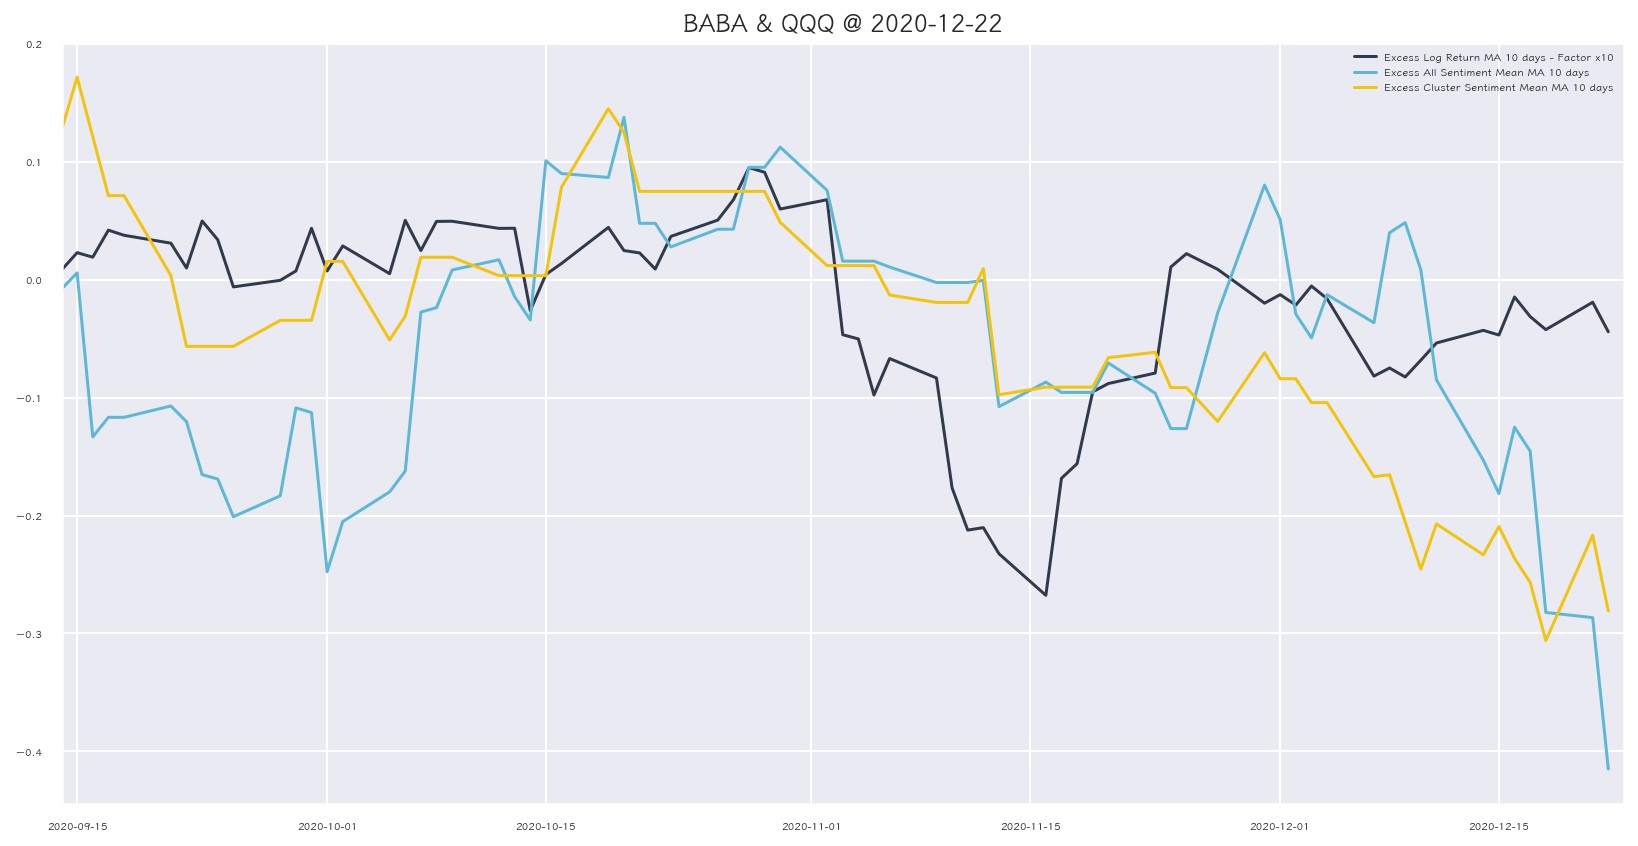 BABA & QQQ @ 2020-12-22
0.2
0.1
0.0
−0.1
−0.2
−0.3
−0.4
Excess Log Return MA 10 days - Factor x10
Excess All Sentiment Mean MA 10 days
Excess Cluster Sentiment Mean MA 10 days
2020-09-15 2020-10-01 2020-10-15 2020-11-01 2020-11-15 2020-12-01 2020-12-15